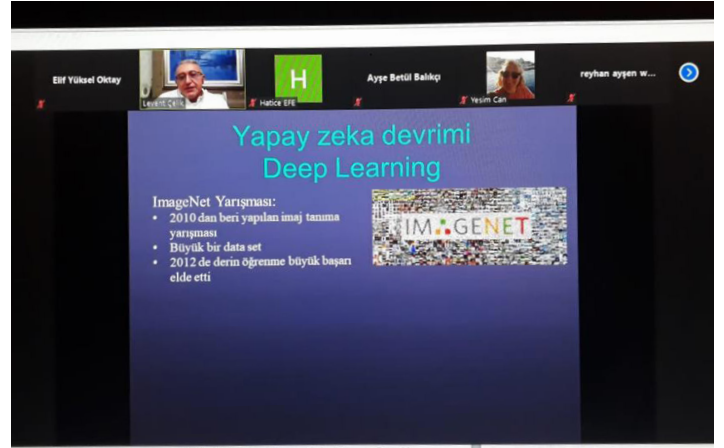 Elif Yüksel Oktay
Levent Çelik
H
Hatice EFE
Ayşe Betül Balıkçı
Yesim Can
reyhan ayşen w...
Yapay zeka devrimi
Deep Learning
ImageNet Yarışması:
• 2010 dan beri yapılan imaj tanıma
yarışması
• Büyük bir data set
• 2012 de derin öğrenme büyük başarı
elde etti
IMAGENET